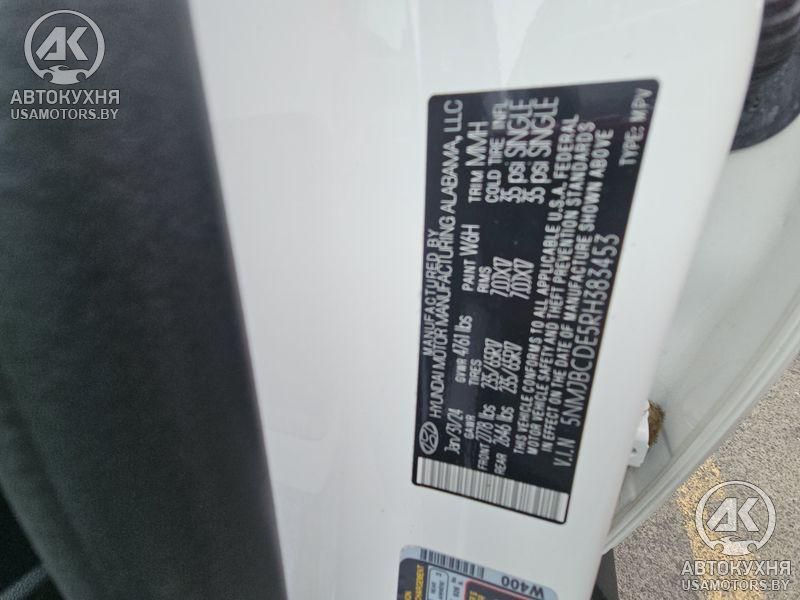 АВТОКУХНЯ
USAMOTORS.BY
MANUFACTURED BY
HYUNDAI MOTOR MANUFACTURING ALABAMA, LLC
Jan/30/24 GVWR 4761 lbs PAINT W6H TRIM MMH
GAWR TIRES RIMS COLD TIRE INFL
FRONT 2778 lbs 235/65R17 7.0JX17 35 psi SINGLE
REAR 2646 lbs 235/65R17 7.0JX17 35 psi SINGLE
THIS VEHICLE CONFORMS TO ALL APPLICABLE U.S.A. FEDERAL
MOTOR VEHICLE SAFETY AND THEFT PREVENTION STANDARDS
IN EFFECT ON THE DATE OF MANUFACTURE SHOWN ABOVE
V.I.N 5NMJBCDE5RH383453 TYPE: MPV
W400
АВТОКУХНЯ
USAMOTORS.BY